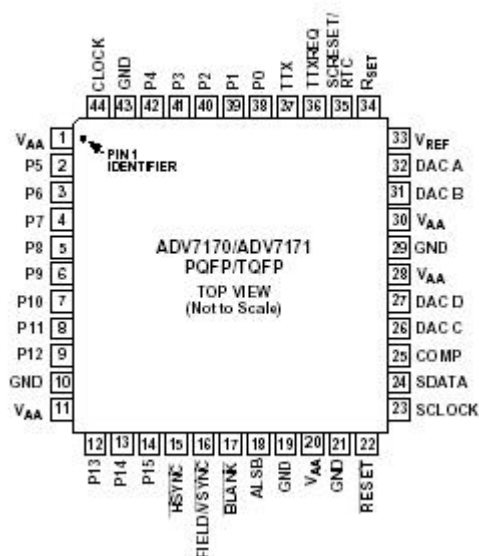 CLOCK
GND
P4
P3
P2
P1
P0
TTX
TTXREQ
SCRESET/
RTC
RSET
44 43 42 41 40 39 38 37 36 35 34
VAA 1
P5 2
P6 3
P7 4
P8 5
P9 6
P10 7
P11 8
P12 9
GND 10
VAA 11
PIN 1
IDENTIFIER
ADV7170/ADV7171
PQFP/TQFP
TOP VIEW
(Not to Scale)
33 VREF
32 DAC A
31 DAC B
30 VAA
29 GND
28 VAA
27 DAC D
26 DAC C
25 COMP
24 SDATA
23 SCLOCK
12 13 14 15 16 17 18 19 20 21 22
P13
P14
P15
HSYNC
FIELD/VSYNC
BLANK
ALSB
GND
VAA
GND
RESET